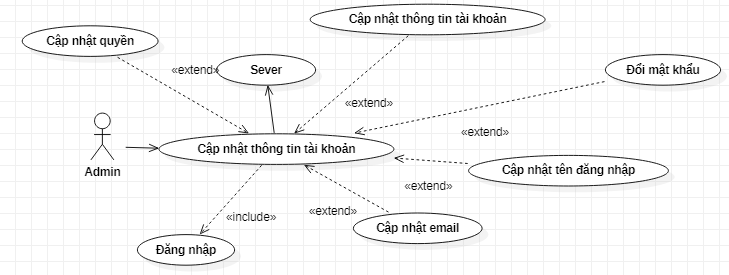 Cập nhật thông tin tài khoản
Cập nhật quyền
«extend»
Sever
Đổi mật khẩu
«extend»
«extend»
Cập nhật thông tin tài khoản
Admin
Cập nhật tên đăng nhập
«extend»
«include»
«extend»
Cập nhật email
Đăng nhập